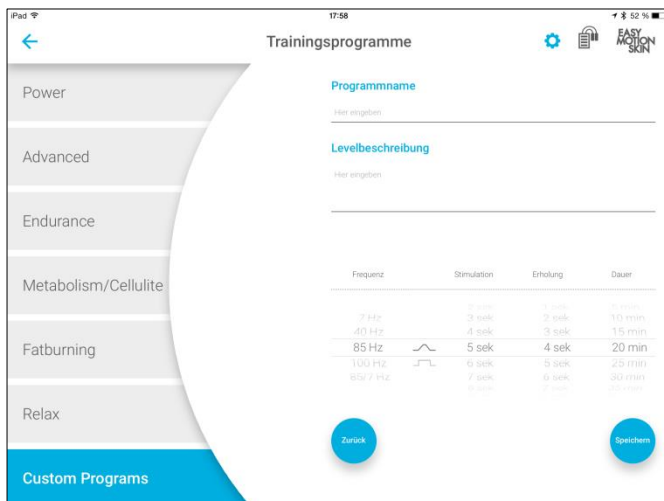 iPad 17:58 52 %
Trainingsprogramme
EASY
MOTION
SKIN
Power
Advanced
Endurance
Metabolism/Cellulite
Fatburning
Relax
Custom Programs
Programmname
Hier eingeben
Levelbeschreibung
Hier eingeben
Frequenz Stimulation Erholung Dauer
7 Hz 3 sek 2 sek 10 min
40 Hz 4 sek 3 sek 15 min
85 Hz 5 sek 4 sek 20 min
100 Hz 6 sek 5 sek 25 min
85/7 Hz 7 sek 6 sek 30 min
Zurück Speichern